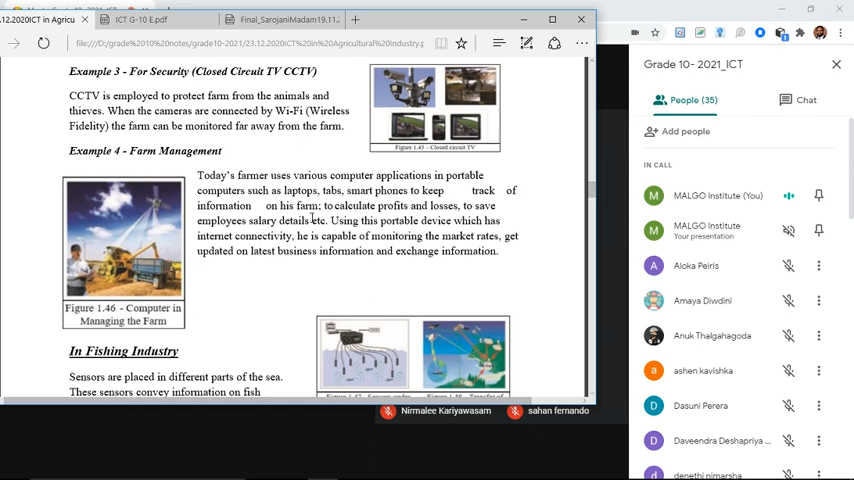 12.2020ICT in Agricu
ICT G-10 E.pdf
Final_SarojaniMadam19.11.2
file:///D:/grade%2010%20notes/grade10-2021/23.12.2020ICT%20in%20Agricultural%20Industry.p
Example 3 - For Security (Closed Circuit TV CCTV)
CCTV is employed to protect farm from the animals and
thieves. When the cameras are connected by Wi-Fi (Wireless
Fidelity) the farm can be monitored far away from the farm.
Figure 1.45 - Closed circuit TV
Example 4 - Farm Management
Today's farmer uses various computer applications in portable
computers such as laptops, tabs, smart phones to keep track of
information on his farm; to calculate profits and losses, to save
employees salary details etc. Using this portable device which has
internet connectivity, he is capable of monitoring the market rates, get
updated on latest business information and exchange information.
Figure 1.46 - Computer in
Managing the Farm
In Fishing Industry
Sensors are placed in different parts of the sea.
These sensors convey information on fish
Nirmalee Kariyawasam
sahan fernando
Grade 10- 2021_ICT
People (35)
Chat
Add people
IN CALL
M
MALGO Institute (You)
M
MALGO Institute
Your presentation
Aloka Peiris
Amaya Diwdini
Anuk Thalgahagoda
a
ashen kavishka
Dasuni Perera
Daveendra Deshapriya ...
d
denethi nimarsha